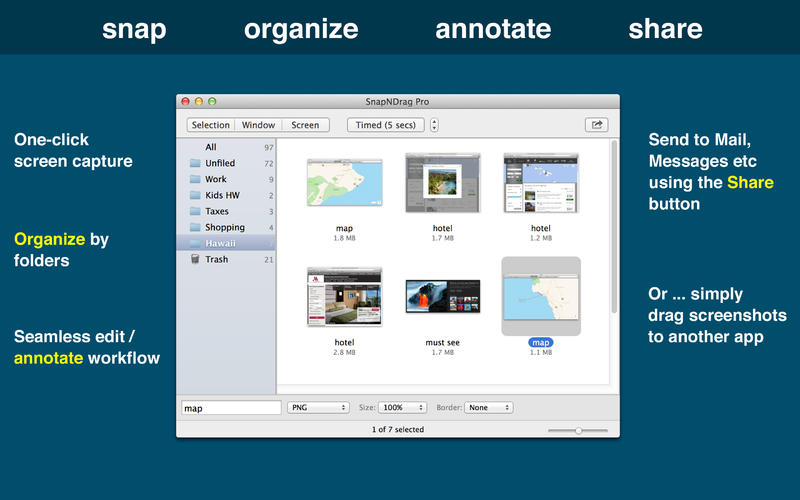 snap organize annotate share
One-click
screen capture
Organize by
folders
Seamless edit /
annotate workflow
SnapNDrag Pro
Selection Window Screen Timed (5 secs)
All 97
Unfiled 72
Work 9
Kids HW 2
Taxes 3
Shopping 4
Hawaii 7
Trash 21
map hotel hotel
1.8 MB 1.7 MB 1.2 MB
hotel must see map
2.8 MB 1.7 MB 1.1 MB
map PNG Size: 100% Border: None
1 of 7 selected
Send to Mail,
Messages etc
using the Share
button
Or ... simply
drag screenshots
to another app